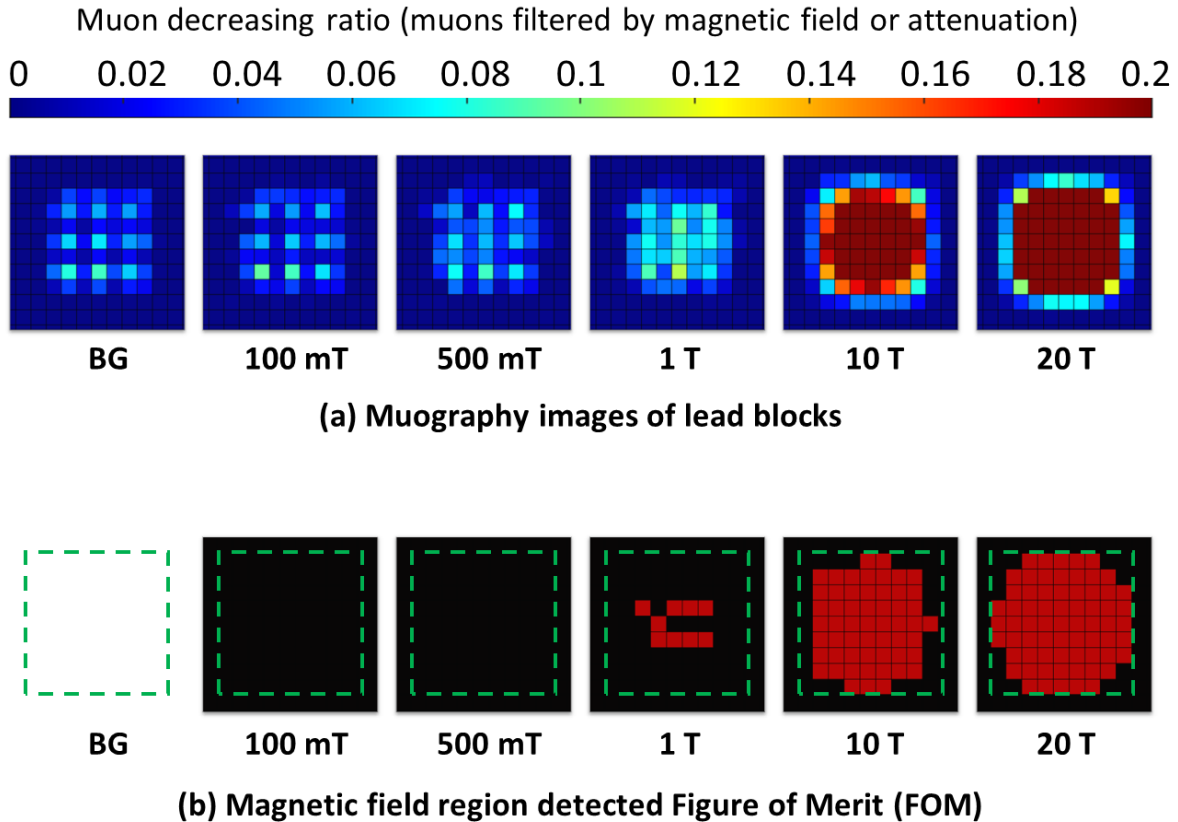 Muon decreasing ratio (muons filtered by magnetic field or attenuation)
0 0.02 0.04 0.06 0.08 0.1 0.12 0.14 0.16 0.18 0.2
BG 100 mT 500 mT 1 T 10 T 20 T
(a) Muography images of lead blocks
BG 100 mT 500 mT 1 T 10 T 20 T
(b) Magnetic field region detected Figure of Merit (FOM)